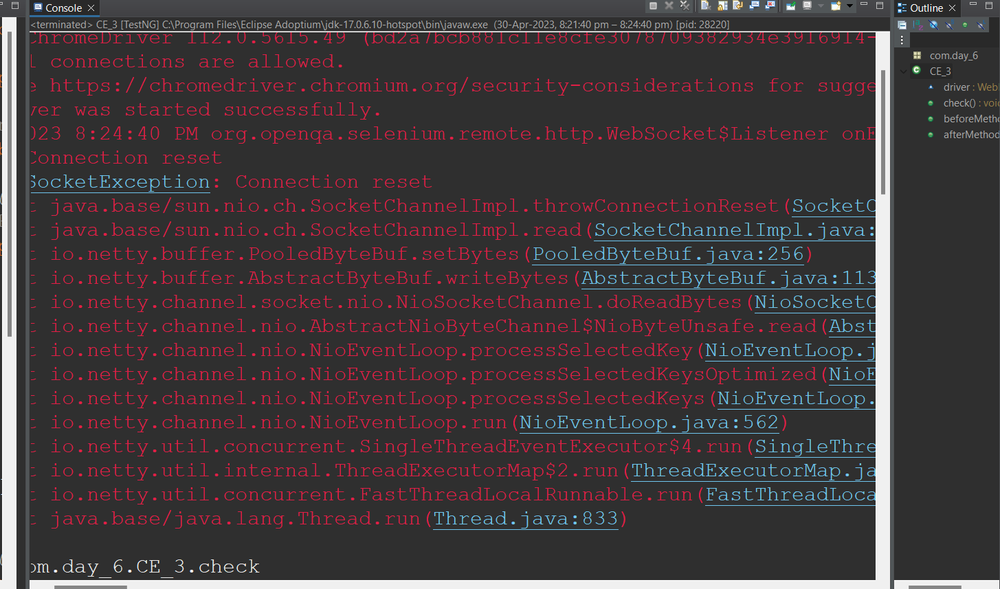 Console
<terminated> CE_3 [TestNG] C:\Program Files\Eclipse Adoptium\jdk-17.0.6.10-hotspot\bin\javaw.exe (30-Apr-2023, 8:21:40 pm – 8:24:40 pm) [pid: 28220]
ChromeDriver 112.0.5615.49
l connections are allowed.
e https://chromedriver.chromium.org/security-considerations for sugge
ver was started successfully.
023 8:24:40 PM org.openqa.selenium.remote.http.WebSocket$Listener onE
Connection reset
SocketException: Connection reset
t java.base/sun.nio.ch.SocketChannelImpl.throwConnectionReset(SocketC
t java.base/sun.nio.ch.SocketChannelImpl.read(SocketChannelImpl.java:
t io.netty.buffer.PooledByteBuf.setBytes(PooledByteBuf.java:256)
t io.netty.buffer.AbstractByteBuf.writeBytes(AbstractByteBuf.java:113
t io.netty.channel.socket.nio.NioSocketChannel.doReadBytes(NioSocketC
t io.netty.channel.nio.AbstractNioByteChannel$NioByteUnsafe.read(Abst
t io.netty.channel.nio.NioEventLoop.processSelectedKey(NioEventLoop.j
t io.netty.channel.nio.NioEventLoop.processSelectedKeysOptimized(NioE
t io.netty.channel.nio.NioEventLoop.processSelectedKeys(NioEventLoop.
t io.netty.channel.nio.NioEventLoop.run(NioEventLoop.java:562)
t io.netty.util.concurrent.SingleThreadEventExecutor$4.run(SingleThre
t io.netty.util.internal.ThreadExecutorMap$2.run(ThreadExecutorMap.ja
t io.netty.util.concurrent.FastThreadLocalRunnable.run(FastThreadLoca
t java.base/java.lang.Thread.run(Thread.java:833)
om.day_6.CE_3.check
Outline
com.day_6
CE_3
driver : Web
check() : voi
beforeMetho
afterMethod